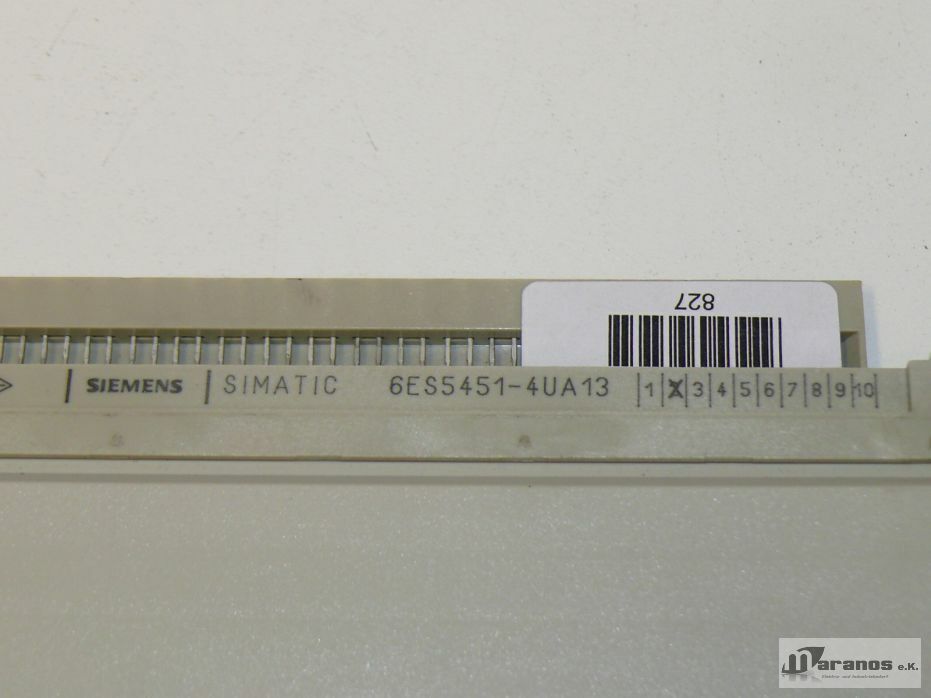 827
SIEMENS SIMATIC 6ES5451-4UA13 1 X 3 4 5 6 7 8 9 10
maranos e.K.